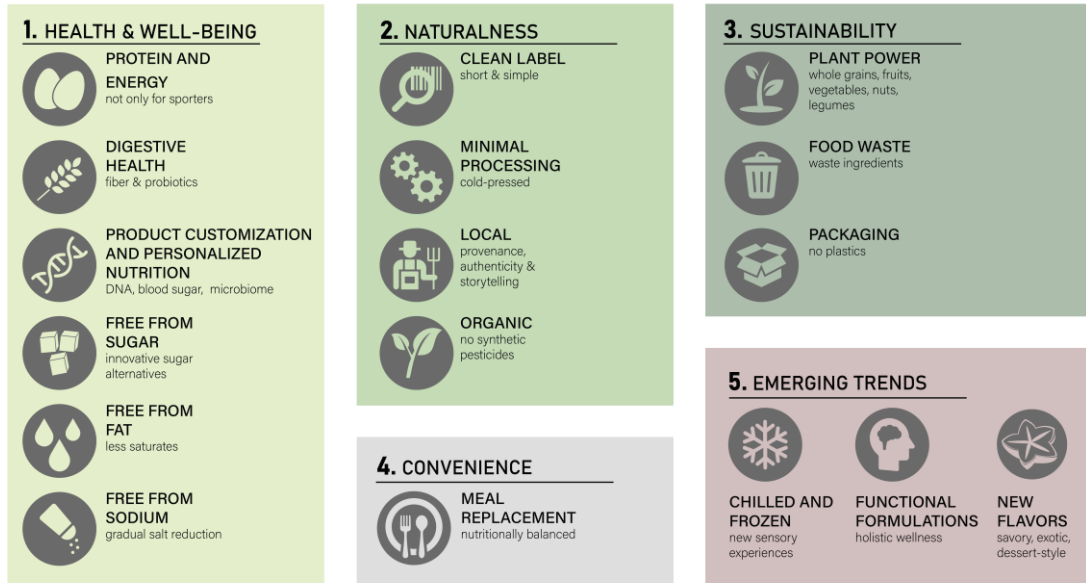 1. HEALTH & WELL-BEING
PROTEIN AND
ENERGY
not only for sporters
DIGESTIVE
HEALTH
fiber & probiotics
PRODUCT CUSTOMIZATION
AND PERSONALIZED
NUTRITION
DNA, blood sugar, microbiome
FREE FROM
SUGAR
innovative sugar
alternatives
FREE FROM
FAT
less saturates
FREE FROM
SODIUM
gradual salt reduction
2. NATURALNESS
CLEAN LABEL
short & simple
MINIMAL
PROCESSING
cold-pressed
LOCAL
provenance,
authenticity &
storytelling
ORGANIC
no synthetic
pesticides
3. SUSTAINABILITY
PLANT POWER
whole grains, fruits,
vegetables, nuts,
legumes
FOOD WASTE
waste ingredients
PACKAGING
no plastics
4. CONVENIENCE
MEAL
REPLACEMENT
nutritionally balanced
5. EMERGING TRENDS
CHILLED AND
FROZEN
new sensory
experiences
FUNCTIONAL
FORMULATIONS
holistic wellness
NEW
FLAVORS
savory, exotic,
dessert-style